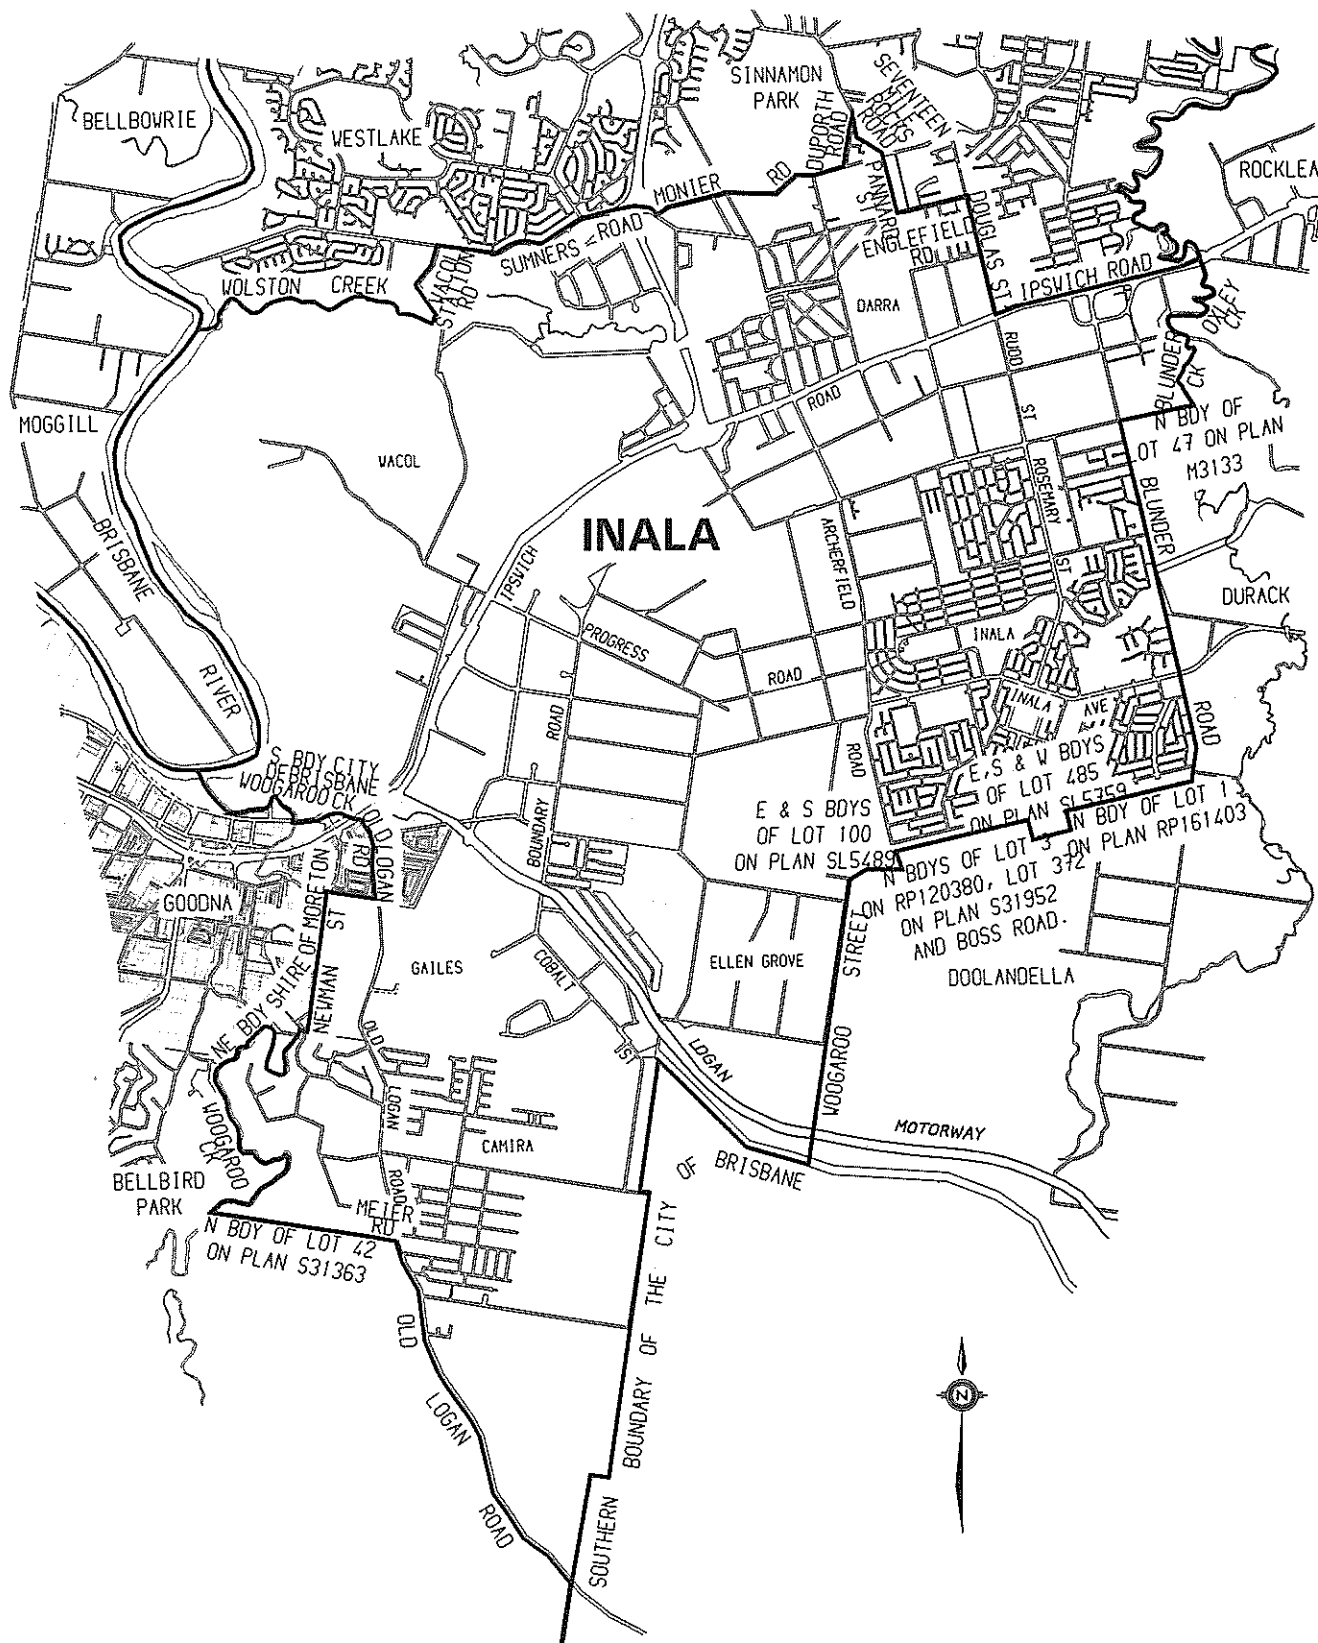 SINNAMON
PARK
SEVENTEEN
MILE
ROCKS
ROAD
BELLBOWRIE
WESTLAKE
DUPORTH
ROAD
ROCKLEA
MONIER RD
PANNARD
ST
SUMNERS ROAD
ENGLEFIELD
RD
DOUGLAS ST
WACOL
STATION
RD
WOLSTON CREEK
IPSWICH ROAD
DARRA
OXLEY
CK
RUDD
ST
BLUNDER
CK
ROAD
MOGGILL
N BDY OF
LOT 47 ON PLAN
M3133
WACOL
ROSEMARY
ST
BLUNDER
ROAD
INALA
BRISBANE
RIVER
IPSWICH
ARCHERFIELD
ROAD
DURACK
PROGRESS
ROAD
INALA
INALA
AVE
S BDY CITY
OF BRISBANE
WOOGAROO CK
BOUNDARY
ROAD
E,S & W BDYS
OF LOT 485
ON PLAN SL5759
E & S BDYS
OF LOT 100
ON PLAN SL5489
N BDY OF LOT 1
ON PLAN RP161403
N BDYS OF LOT 3
ON RP120380, LOT 372
ON PLAN S31952
AND BOSS ROAD.
OLD LOGAN
RD
GOODNA
NEWMAN ST
NE BDY SHIRE OF MORETON
GAILES
COBALT
ST
ELLEN GROVE
DOOLANDELLA
WOOGAROO
STREET
LOGAN
MOTORWAY
OLD
LOGAN
ROAD
WOOGAROO
CK
CAMIRA
BELLBIRD
PARK
MEIER
RD
N BDY OF LOT 42
ON PLAN S31363
OLD
LOGAN
ROAD
SOUTHERN BOUNDARY OF THE CITY OF BRISBANE
N